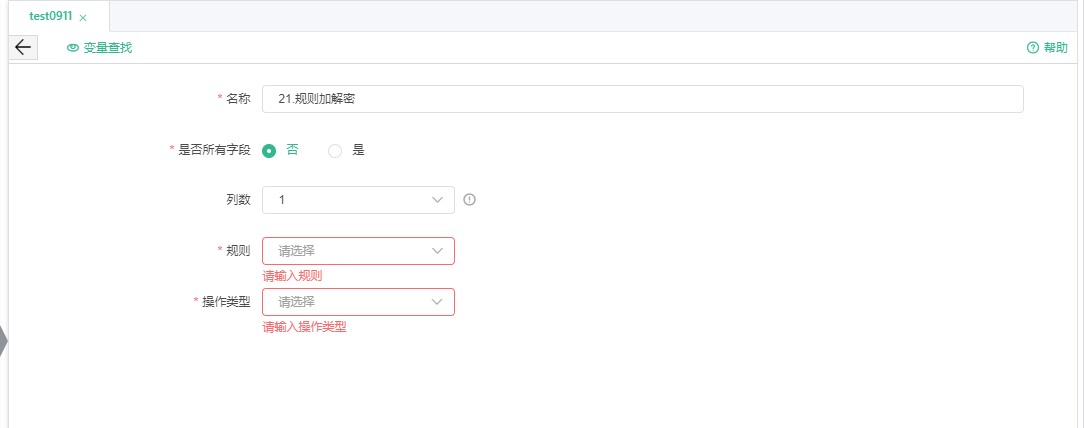 test0911
变量查找
帮助
* 名称 21.规则加解密
* 是否所有字段 否 是
列数 1
* 规则 请选择
请输入规则
* 操作类型 请选择
请输入操作类型